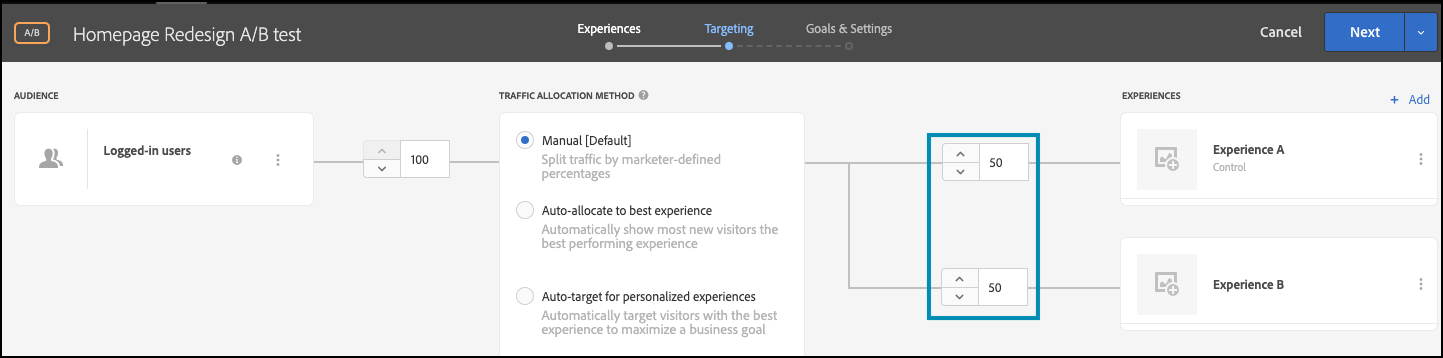 A/B
Homepage Redesign A/B test
Experiences
Targeting
Goals & Settings
Cancel
Next
AUDIENCE
TRAFFIC ALLOCATION METHOD
EXPERIENCES
+ Add
Logged-in users
100
Manual [Default]
Split traffic by marketer-defined
percentages
Auto-allocate to best experience
Automatically show most new visitors the
best performing experience
Auto-target for personalized experiences
Automatically target visitors with the best
experience to maximize a business goal
50
50
Experience A
Control
Experience B